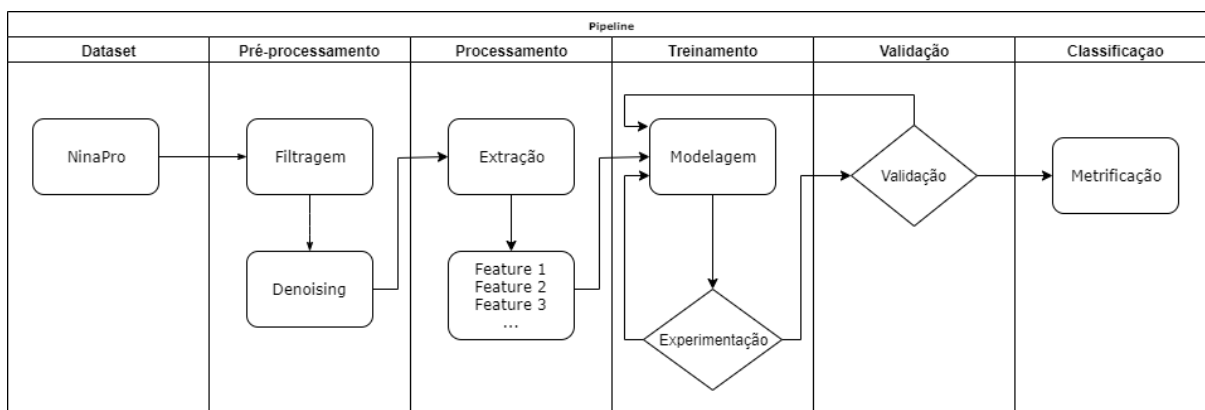 Pipeline
Dataset
Pré-processamento
Processamento
Treinamento
Validação
Classificaçao
NinaPro
Filtragem
Denoising
Extração
Feature 1
Feature 2
Feature 3
...
Modelagem
Experimentação
Validação
Metrificação